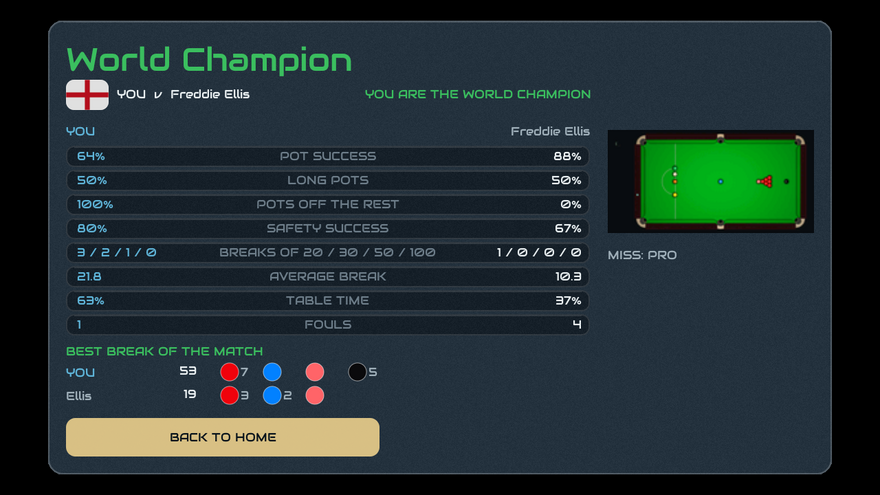 World Champion
YOU v Freddie Ellis YOU ARE THE WORLD CHAMPION
YOU Freddie Ellis
64% POT SUCCESS 88%
50% LONG POTS 50%
100% POTS OFF THE REST 0%
80% SAFETY SUCCESS 67%
3 / 2 / 1 / 0 BREAKS OF 20 / 30 / 50 / 100 1 / 0 / 0 / 0
21.8 AVERAGE BREAK 10.3
63% TABLE TIME 37%
1 FOULS 4
MISS: PRO
BEST BREAK OF THE MATCH
YOU 53 7 5
Ellis 19 3 2
BACK TO HOME